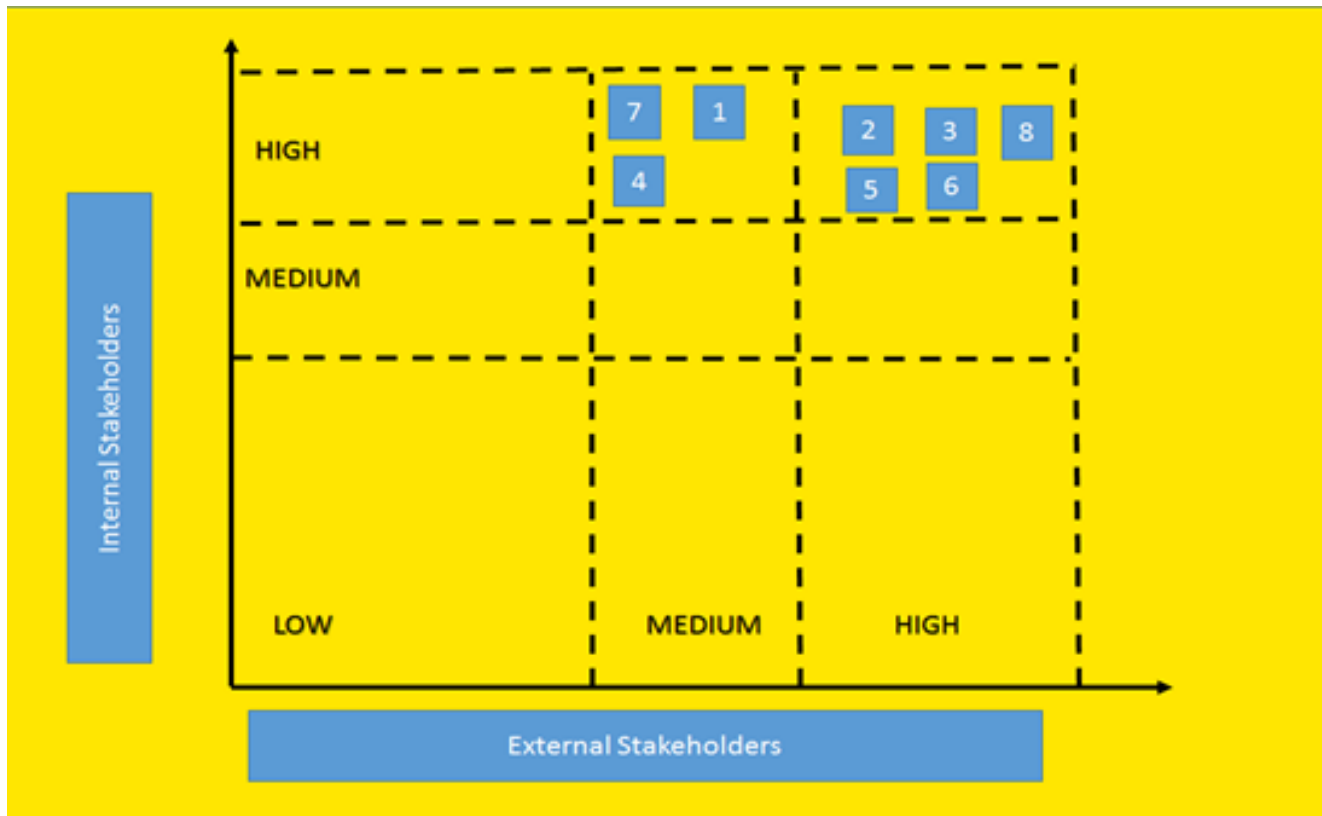 7 1
2 3 8
HIGH
4
5 6
MEDIUM
Internal Stakeholders
LOW MEDIUM HIGH
External Stakeholders